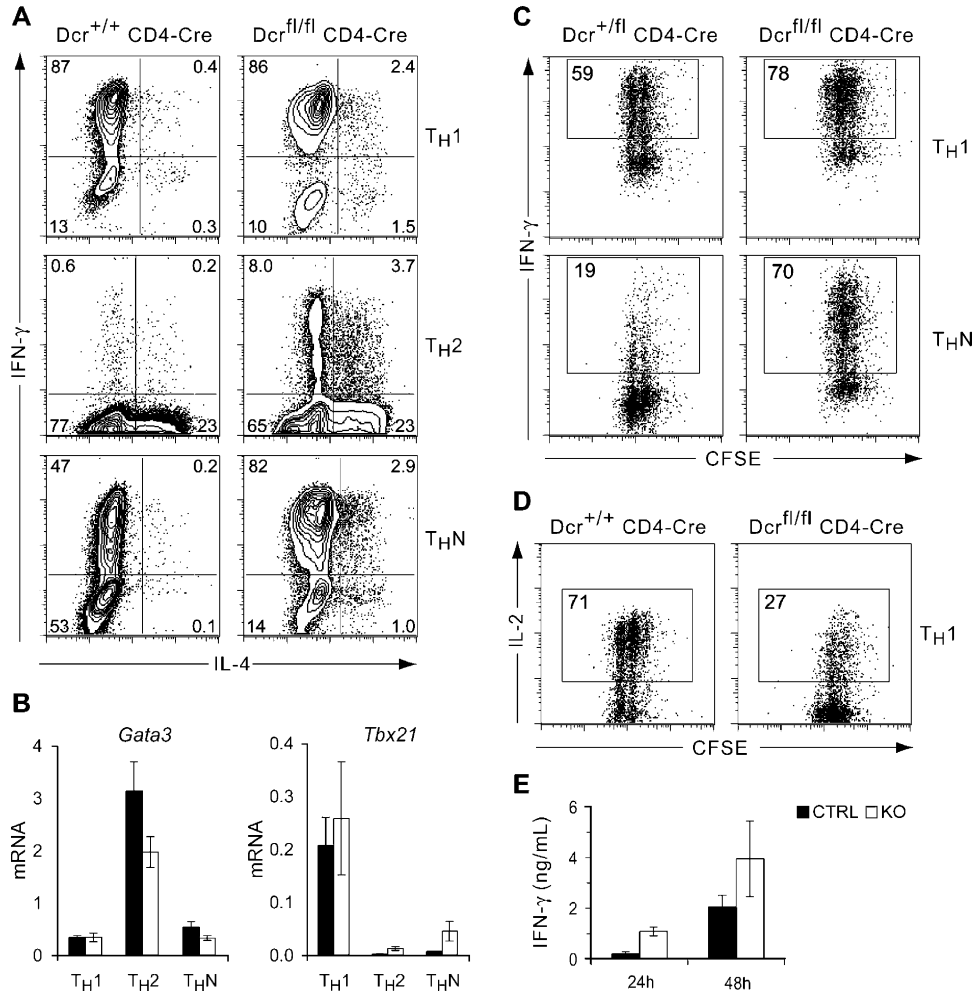 A
Dcr+/+ CD4-Cre Dcrfl/fl CD4-Cre
87 0.4 86 2.4
TH1
13 0.3 10 1.5
0.6 0.2 8.0 3.7
IFN-γ
TH2
77 23 65 23
47 0.2 82 2.9
THN
53 0.1 14 1.0
IL-4
B
Gata3 Tbx21
mRNA
4
3
2
1
0
TH1 TH2 THN
mRNA
0.4
0.3
0.2
0.1
0.0
TH1 TH2 THN
C
Dcr+/fl CD4-Cre Dcrfl/fl CD4-Cre
59 78
TH1
IFN-γ
19 70
THN
CFSE
D
Dcr+/+ CD4-Cre Dcrfl/fl CD4-Cre
71 27
IL-2
TH1
CFSE
E
CTRL KO
IFN-γ (ng/mL)
6
4
2
0
24h 48h